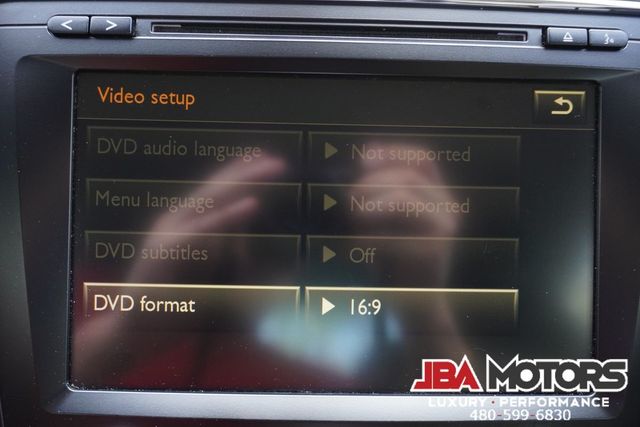 Video setup
DVD audio language Not supported
Menu language Not supported
DVD subtitles Off
DVD format 16:9
JBA MOTORS
LUXURY · PERFORMANCE
480-599-6830